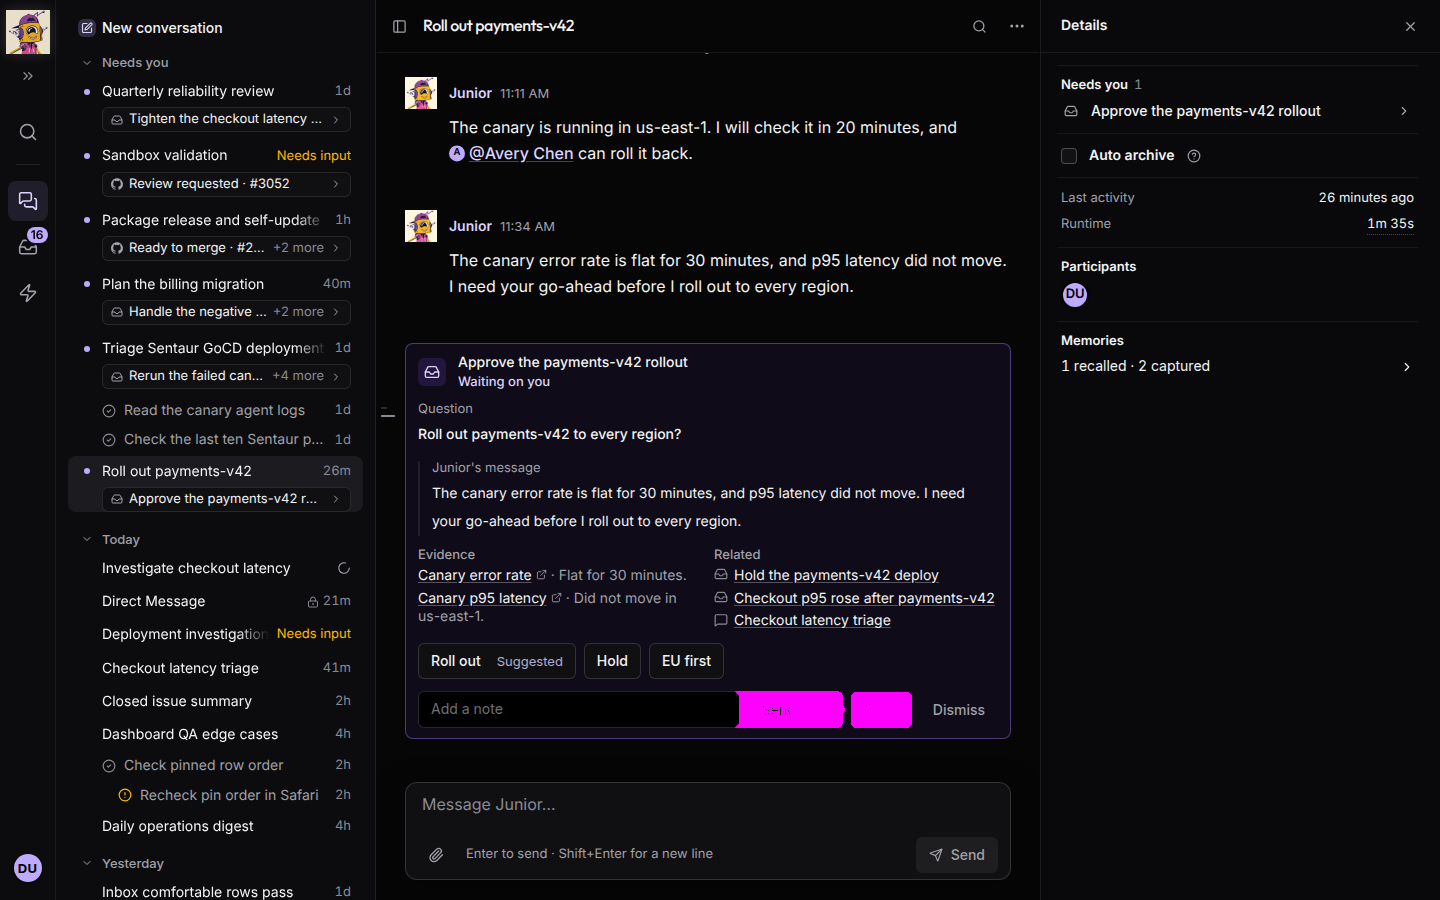 New conversation
Needs you
Quarterly reliability review 1d
Tighten the checkout latency ...
Sandbox validation Needs input
Review requested · #3052
Package release and self-update 1h
Ready to merge · #2... +2 more
Plan the billing migration 40m
Handle the negative ... +2 more
Triage Sentaur GoCD deployment 1d
Rerun the failed can... +4 more
Read the canary agent logs 1d
Check the last ten Sentaur p... 1d
Roll out payments-v42 26m
Approve the payments-v42 r...
Today
Investigate checkout latency
Direct Message 21m
Deployment investigation Needs input
Checkout latency triage 41m
Closed issue summary 2h
Dashboard QA edge cases 4h
Check pinned row order 2h
Recheck pin order in Safari 2h
Daily operations digest 4h
Yesterday
Inbox comfortable rows pass 1d
16
DU
Roll out payments-v42
Junior 11:11 AM
The canary is running in us-east-1. I will check it in 20 minutes, and
A @Avery Chen can roll it back.
Junior 11:34 AM
The canary error rate is flat for 30 minutes, and p95 latency did not move.
I need your go-ahead before I roll out to every region.
Approve the payments-v42 rollout
Waiting on you
Question
Roll out payments-v42 to every region?
Junior's message
The canary error rate is flat for 30 minutes, and p95 latency did not move. I need
your go-ahead before I roll out to every region.
Evidence
Canary error rate · Flat for 30 minutes.
Canary p95 latency · Did not move in
us-east-1.
Related
Hold the payments-v42 deploy
Checkout p95 rose after payments-v42
Checkout latency triage
Roll out Suggested
Hold
EU first
Add a note
Dismiss
Message Junior...
Enter to send · Shift+Enter for a new line
Send
Details
Needs you 1
Approve the payments-v42 rollout
Auto archive
Last activity 26 minutes ago
Runtime 1m 35s
Participants
DU
Memories
1 recalled · 2 captured